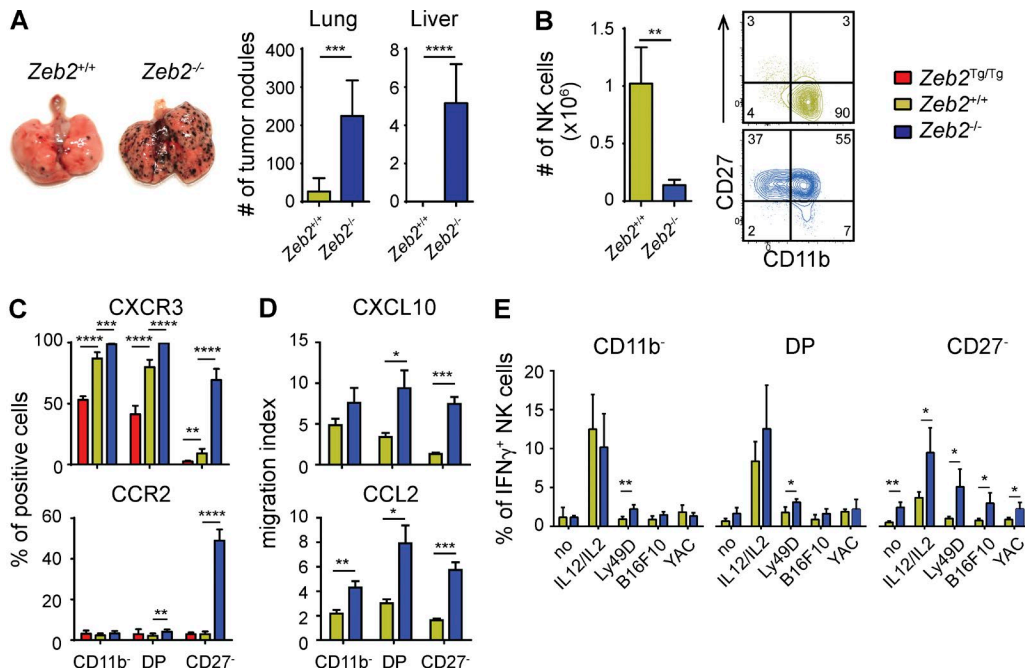 A
Zeb2+/+
Zeb2-/-
# of tumor nodules
Lung
Liver
400
300
200
100
0
8
6
4
2
0
***
****
Zeb2+/+
Zeb2-/-
Zeb2+/+
Zeb2-/-
B
# of NK cells
(x10⁶)
1.5
1
0.5
0
**
Zeb2+/+
Zeb2-/-
3
3
4
90
37
55
2
7
0
0
0
CD27
CD11b
Zeb2Tg/Tg
Zeb2+/+
Zeb2-/-
C
CXCR3
% of positive cells
100
50
0
****
***
****
****
**
****
CCR2
60
40
20
0
**
****
CD11b-
DP
CD27-
D
CXCL10
migration index
15
10
5
0
*
***
CCL2
10
8
6
4
2
0
**
*
***
CD11b-
DP
CD27-
E
% of IFNγ+ NK cells
CD11b-
DP
CD27-
20
15
10
5
0
**
*
**
*
*
*
*
no
IL12/IL2
Ly49D
B16F10
YAC
no
IL12/IL2
Ly49D
B16F10
YAC
no
IL12/IL2
Ly49D
B16F10
YAC